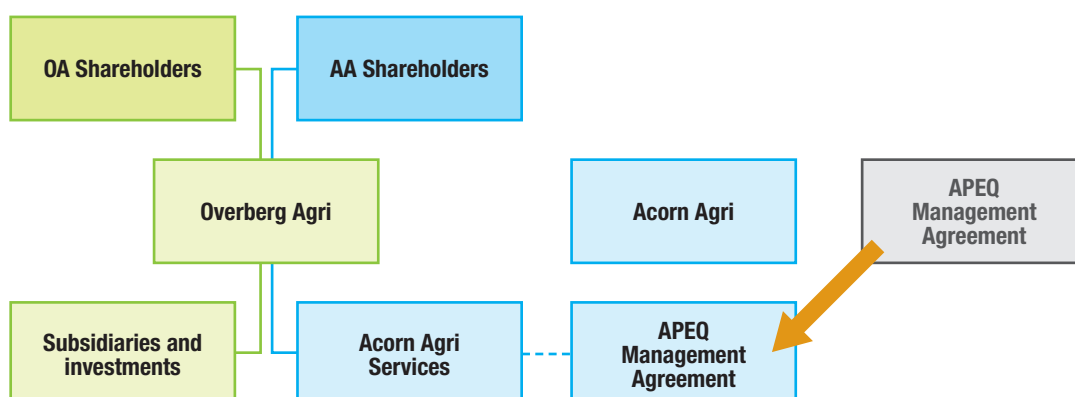 OA Shareholders
AA Shareholders
Overberg Agri
Acorn Agri
APEQ
Management
Agreement
Subsidiaries and
investments
Acorn Agri
Services
APEQ
Management
Agreement